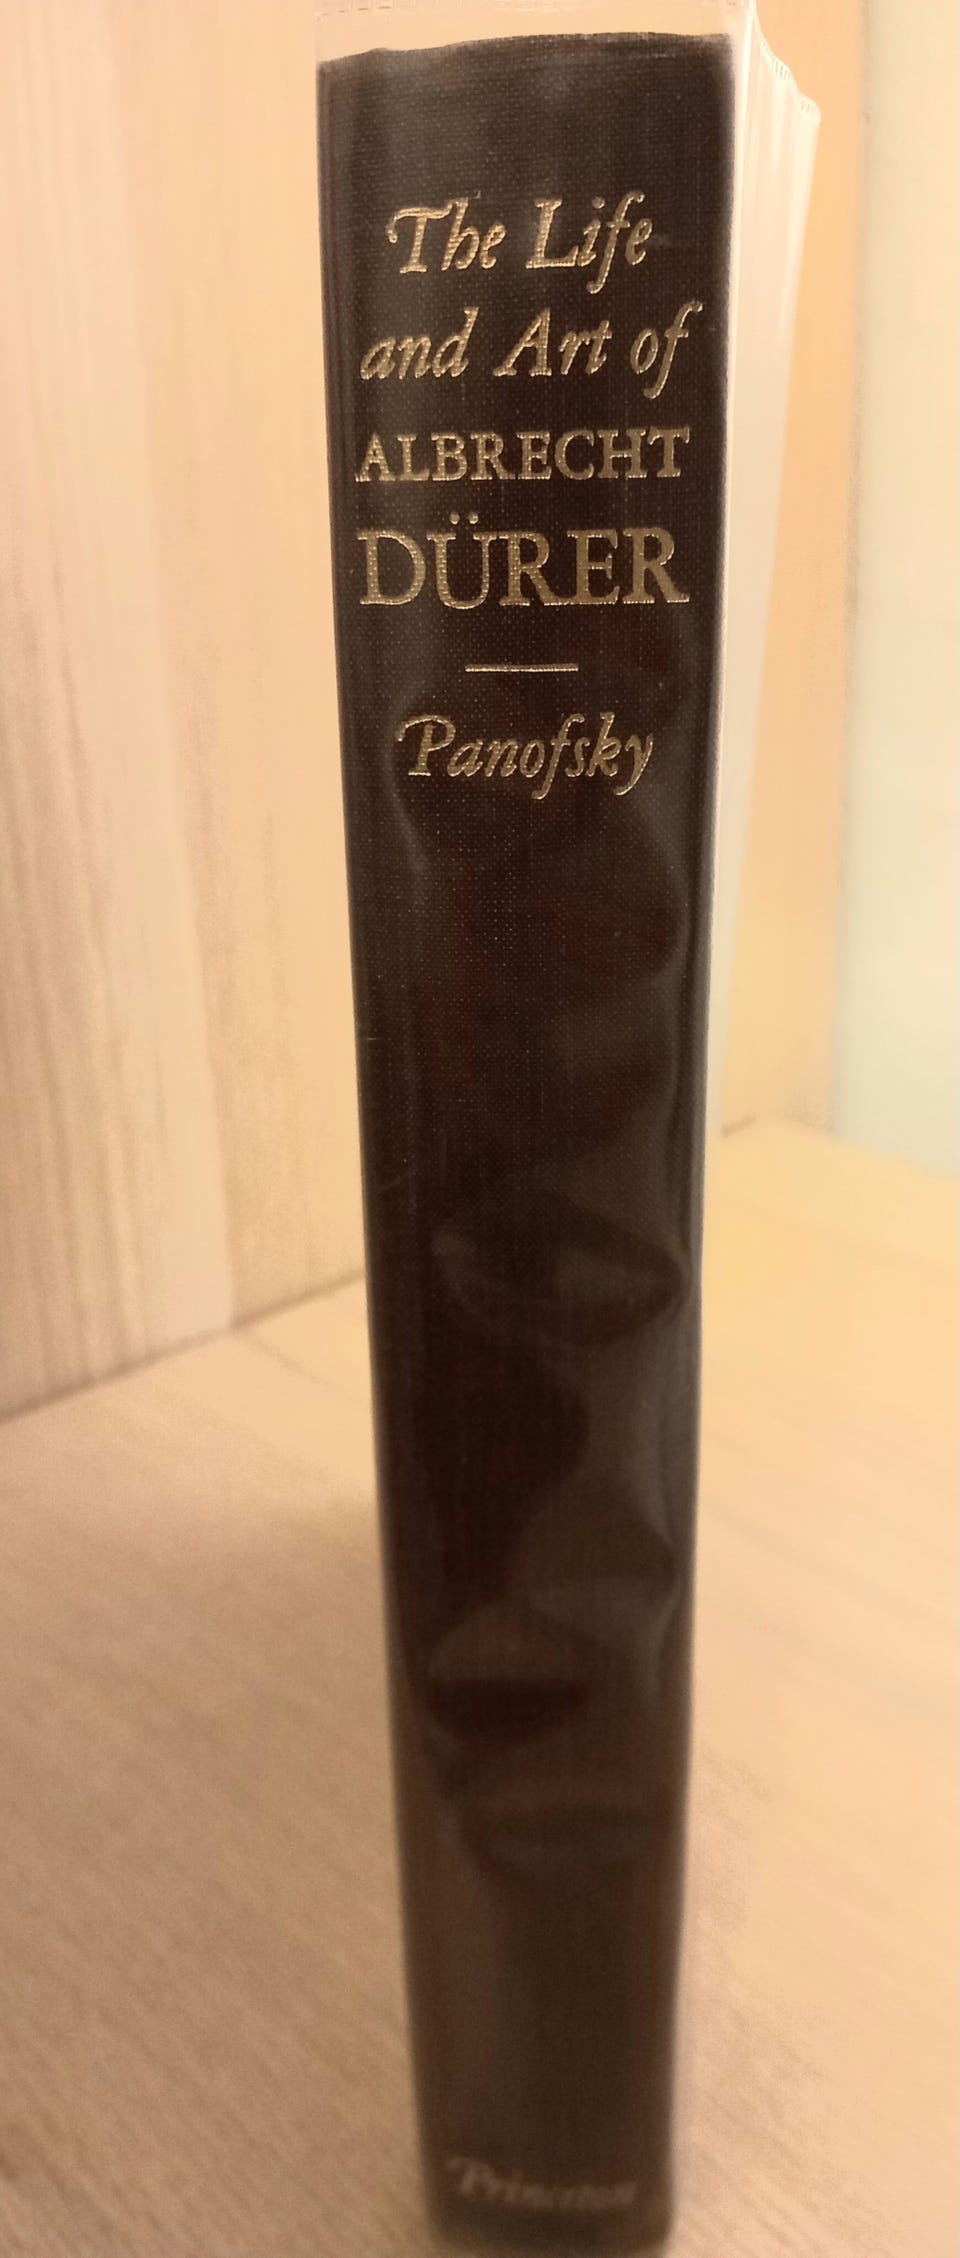 The Life
and Art of
ALBRECHT
DÜRER
Panofsky
Princeton